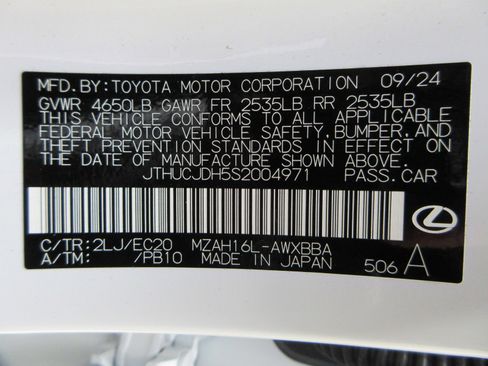 MFD. BY: TOYOTA MOTOR CORPORATION 09/24
GVWR 4650LB GAWR FR 2535LB RR 2535LB
THIS VEHICLE CONFORMS TO ALL APPLICABLE
FEDERAL MOTOR VEHICLE SAFETY, BUMPER, AND
THEFT PREVENTION STANDARDS IN EFFECT ON
THE DATE OF MANUFACTURE SHOWN ABOVE.
JTHUCJDH5S2004971 PASS. CAR
C/TR: 2LJ/EC20 MZAH16L-AWXBBA
A/TM: /PB10 MADE IN JAPAN 506 A